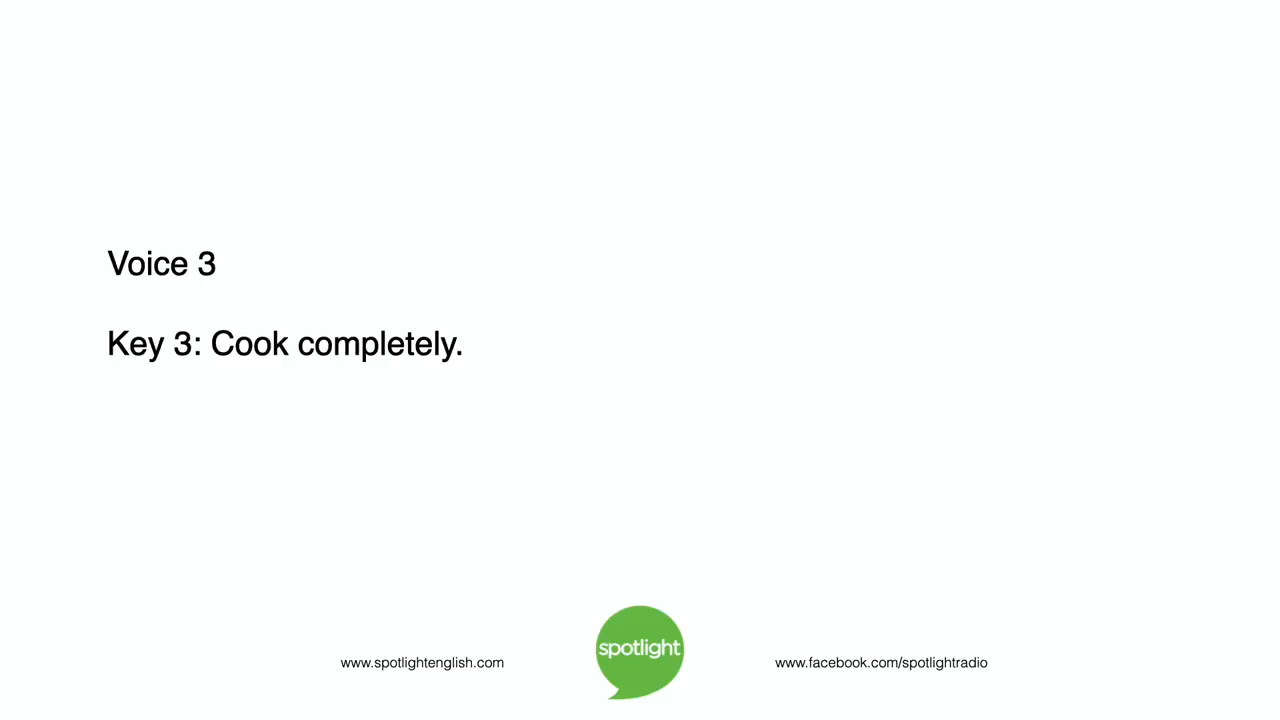 Voice 3
Key 3: Cook completely.
www.spotlightenglish.com
spotlight
www.facebook.com/spotlightradio